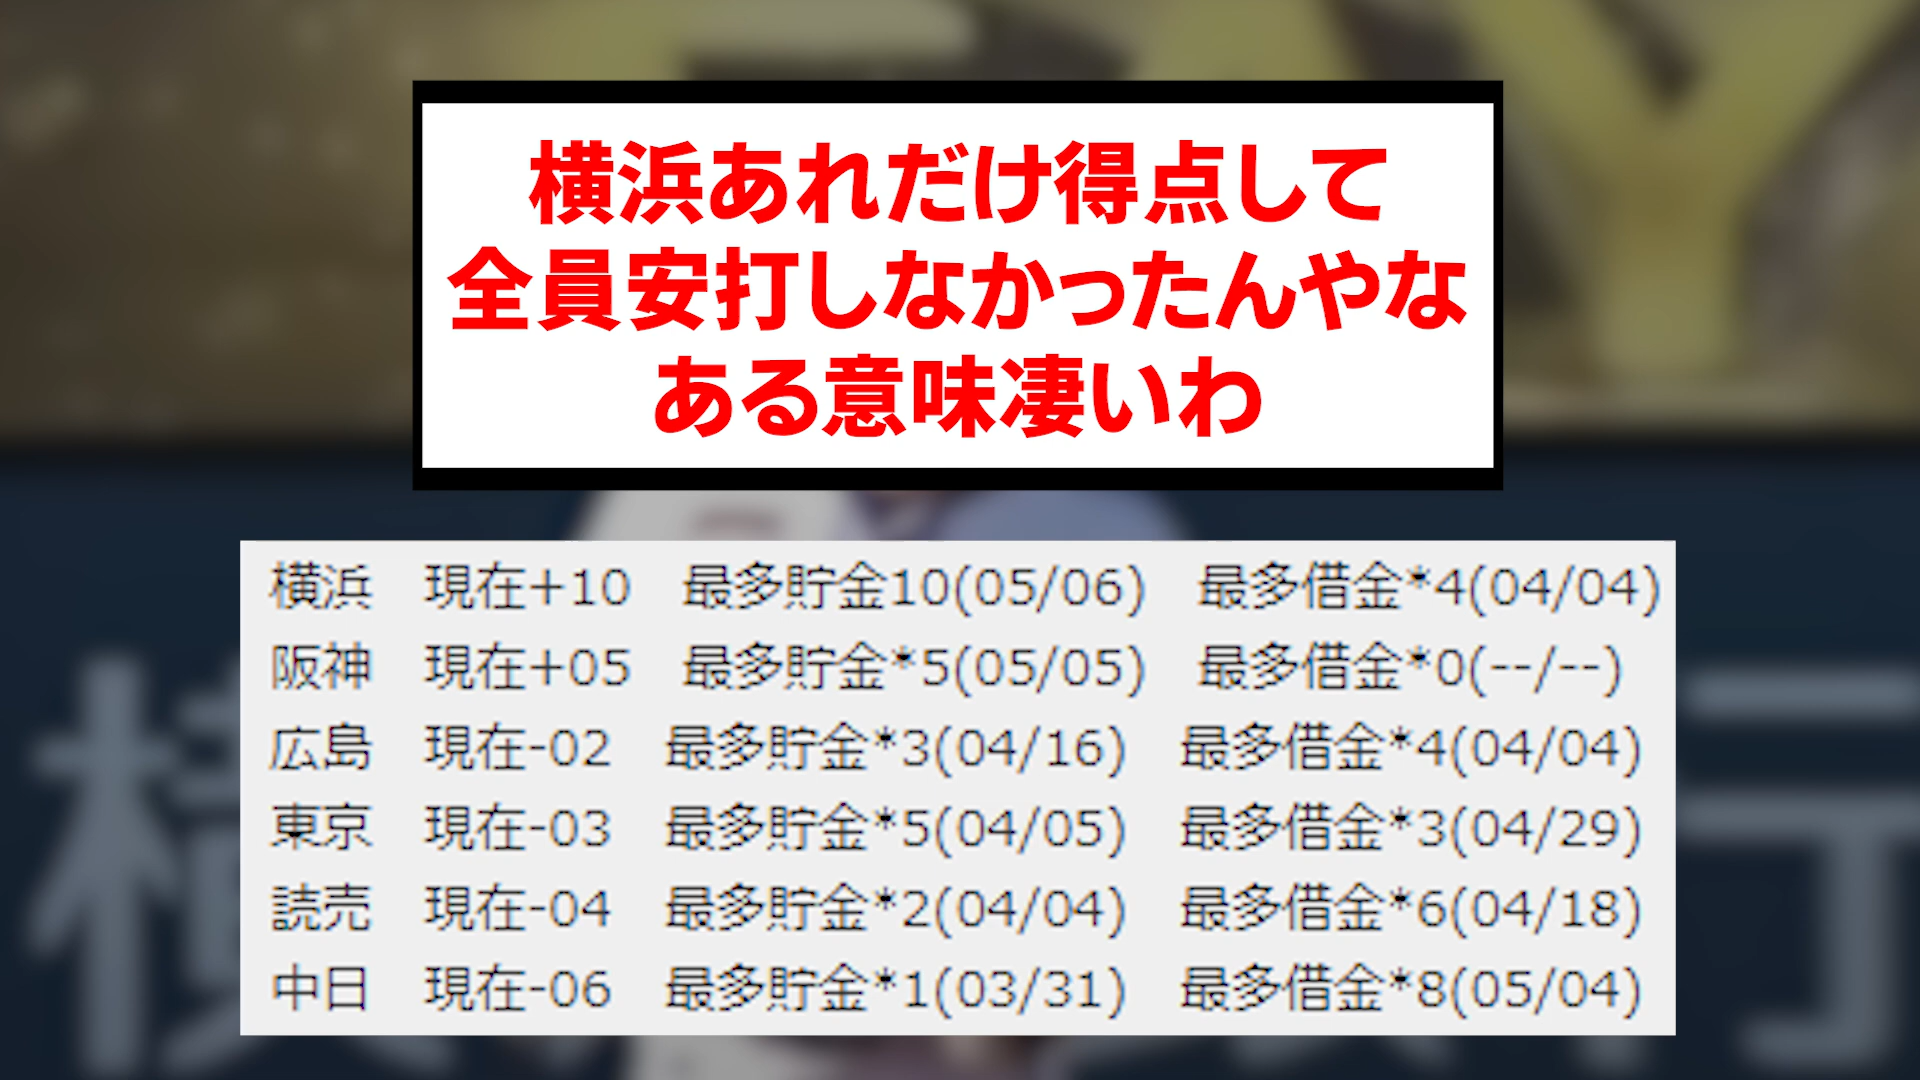 横浜あれだけ得点して
全員安打しなかったんやな
ある意味凄いわ
横浜　現在+10　最多貯金10(05/06)　最多借金*4(04/04)
阪神　現在+05　最多貯金*5(05/05)　最多借金*0(--/--)
広島　現在-02　最多貯金*3(04/16)　最多借金*4(04/04)
東京　現在-03　最多貯金*5(04/05)　最多借金*3(04/29)
読売　現在-04　最多貯金*2(04/04)　最多借金*6(04/18)
中日　現在-06　最多貯金*1(03/31)　最多借金*8(05/04)